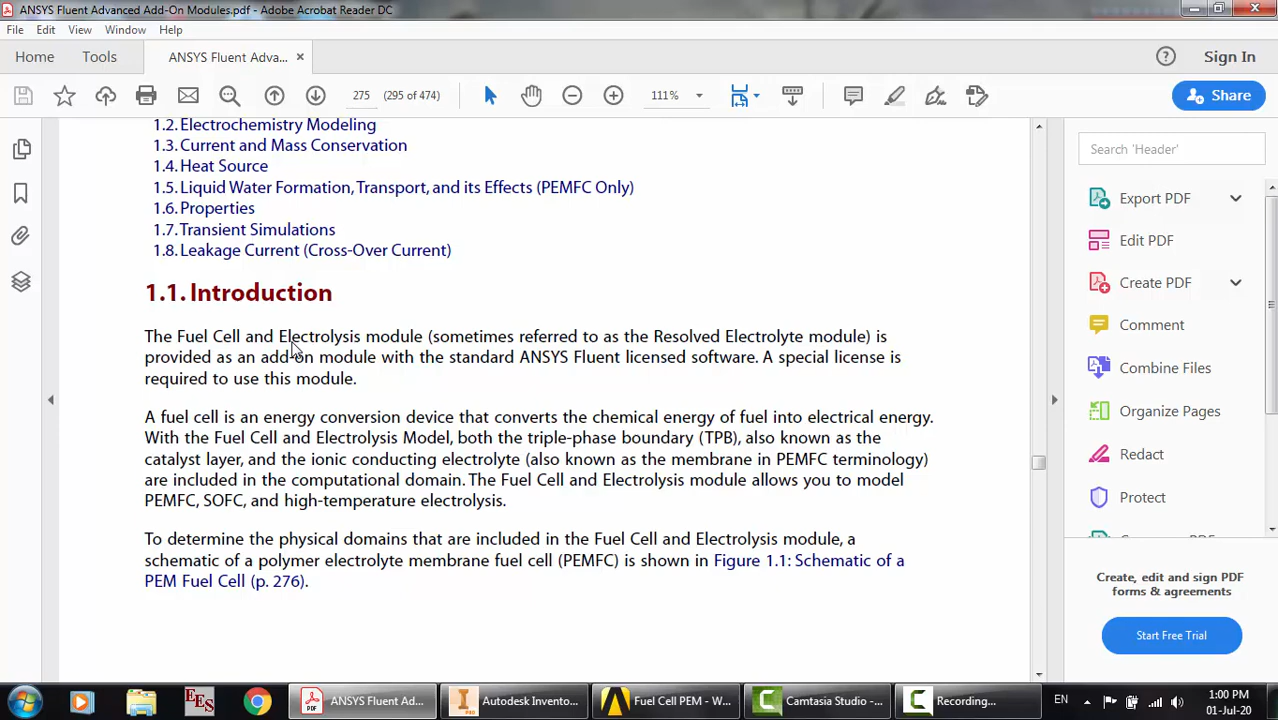 ANSYS Fluent Advanced Add-On Modules.pdf - Adobe Acrobat Reader DC
File Edit View Window Help
Home Tools ANSYS Fluent Adva... × Sign In
275 (295 of 474) 111% Share
1.2. Electrochemistry Modeling
1.3. Current and Mass Conservation
1.4. Heat Source
1.5. Liquid Water Formation, Transport, and its Effects (PEMFC Only)
1.6. Properties
1.7. Transient Simulations
1.8. Leakage Current (Cross-Over Current)
1.1. Introduction
The Fuel Cell and Electrolysis module (sometimes referred to as the Resolved Electrolyte module) is
provided as an add-on module with the standard ANSYS Fluent licensed software. A special license is
required to use this module.
A fuel cell is an energy conversion device that converts the chemical energy of fuel into electrical energy.
With the Fuel Cell and Electrolysis Model, both the triple-phase boundary (TPB), also known as the
catalyst layer, and the ionic conducting electrolyte (also known as the membrane in PEMFC terminology)
are included in the computational domain. The Fuel Cell and Electrolysis module allows you to model
PEMFC, SOFC, and high-temperature electrolysis.
To determine the physical domains that are included in the Fuel Cell and Electrolysis module, a
schematic of a polymer electrolyte membrane fuel cell (PEMFC) is shown in Figure 1.1: Schematic of a
PEM Fuel Cell (p. 276).
Search 'Header'
Export PDF
Edit PDF
Create PDF
Comment
Combine Files
Organize Pages
Redact
Protect
Create, edit and sign PDF
forms & agreements
Start Free Trial
EES ANSYS Fluent Ad... Autodesk Invento... Fuel Cell PEM - W... Camtasia Studio -... Recording... EN 1:00 PM
01-Jul-20